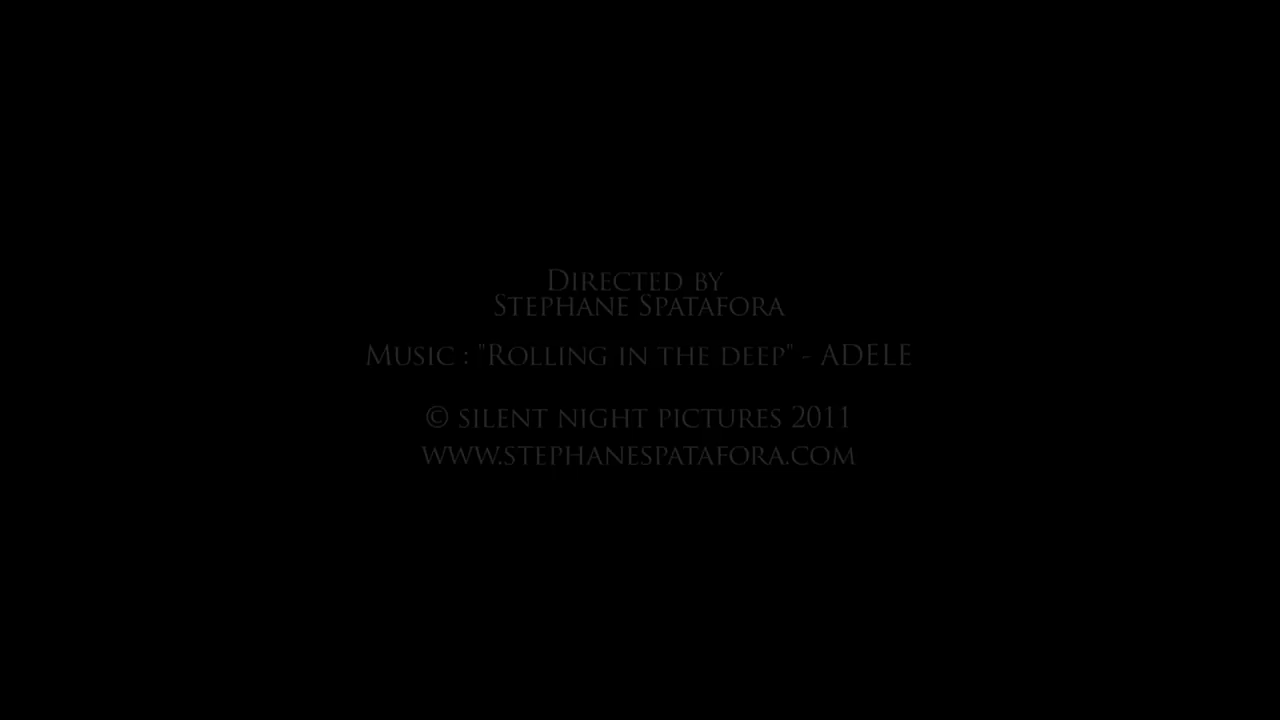 Directed by
Stephane Spatafora
Music : "Rolling in the deep" - ADELE
© silent night pictures 2011
www.stephanespatafora.com